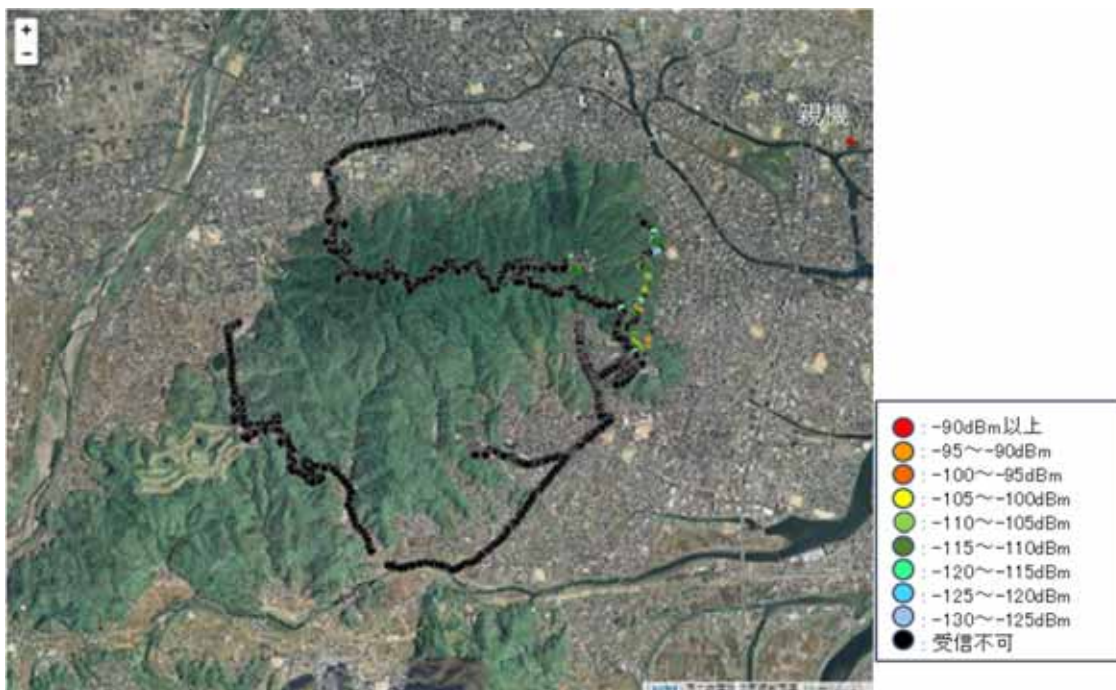 +
−
親機
: -90dBm以上
: -95～-90dBm
: -100～-95dBm
: -105～-100dBm
: -110～-105dBm
: -115～-110dBm
: -120～-115dBm
: -125～-120dBm
: -130～-125dBm
: 受信不可